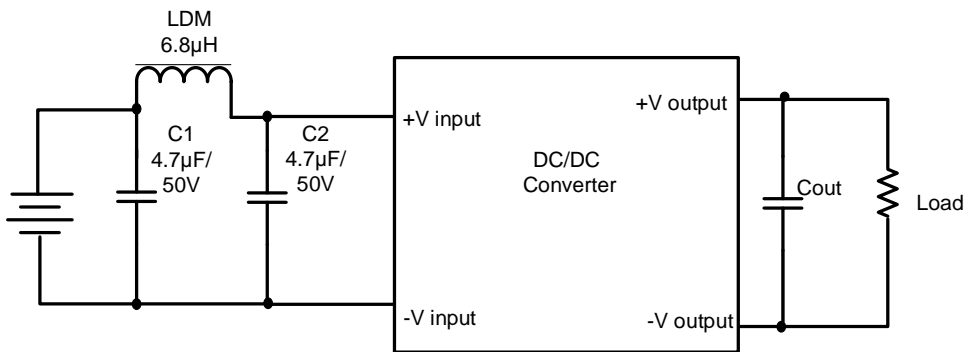 LDM
6.8µH
C1
4.7µF/
50V
C2
4.7µF/
50V
+V input
-V input
DC/DC
Converter
+V output
-V output
Cout
Load